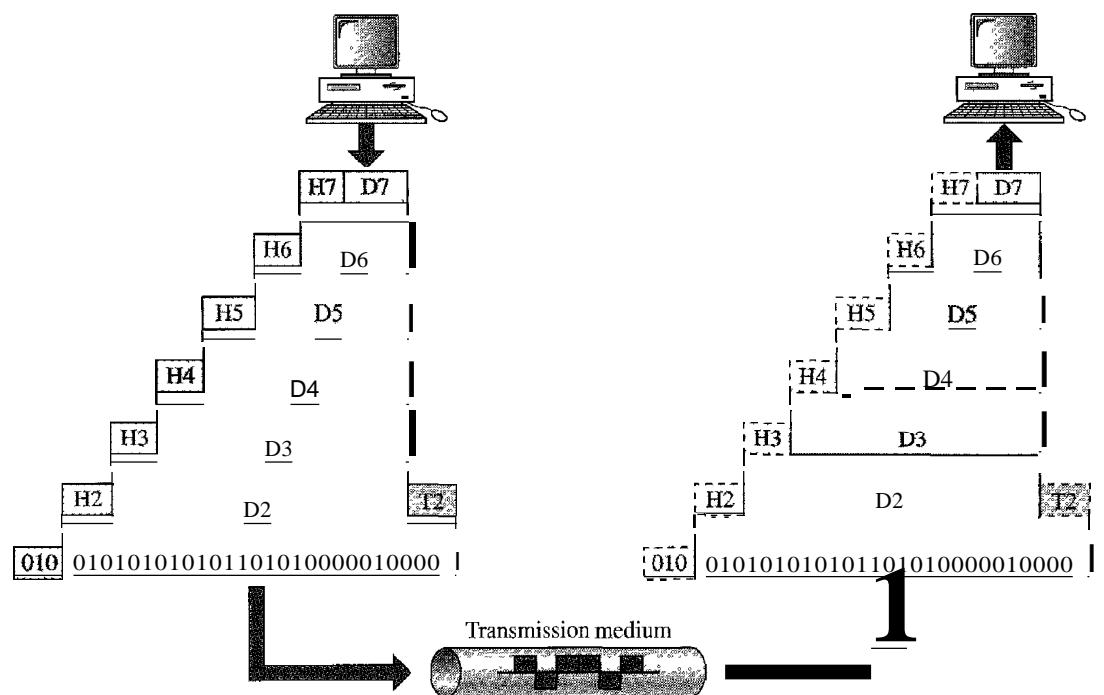 H7 D7
H6 D6
H5 D5
H4 D4
H3 D3
H2 D2 T2
010 010101010101101010000010000
Transmission medium
H7 D7
H6 D6
H5 D5
H4 D4
H3 D3
H2 D2 T2
010 010101010101101010000010000
1